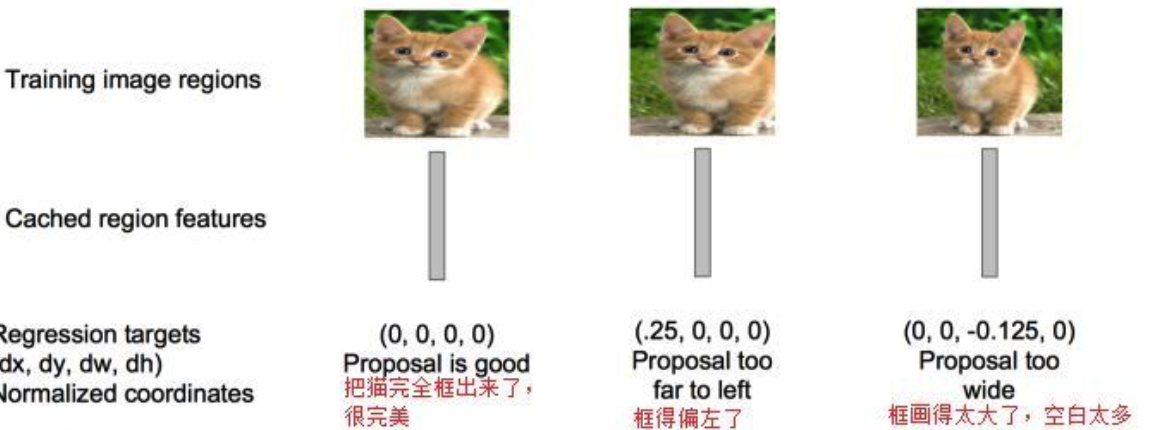 Training image regions
Cached region features
Regression targets
dx, dy, dw, dh)
Normalized coordinates
(0, 0, 0, 0)
Proposal is good
把猫完全框出来了，
很完美
(.25, 0, 0, 0)
Proposal too
far to left
框得偏左了
(0, 0, -0.125, 0)
Proposal too
wide
框画得太大了，空白太多